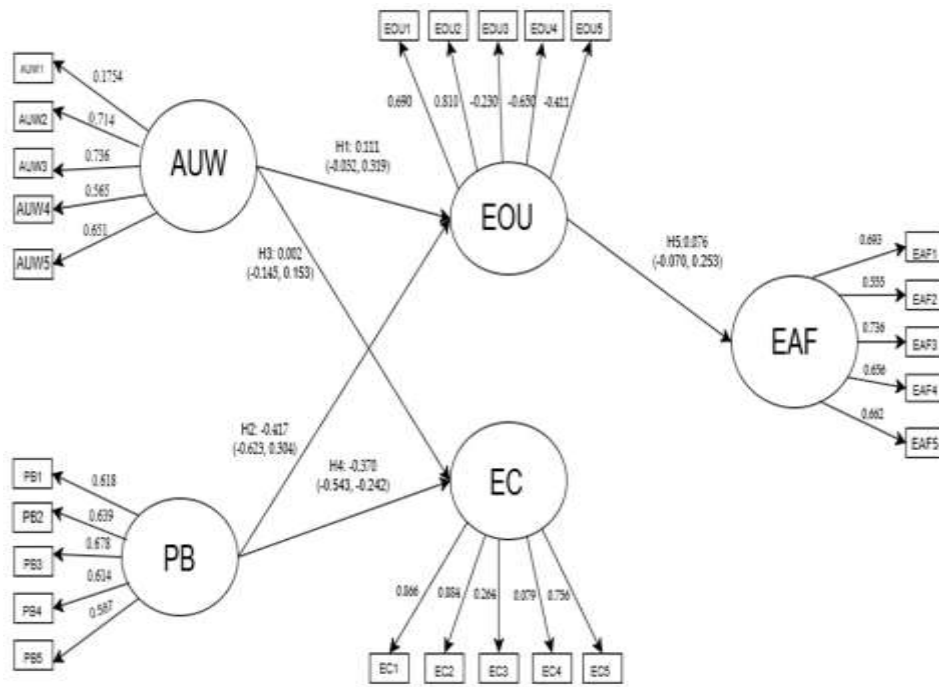 EOU1
EOU2
EOU3
EOU4
EOU5
0.690
0.810
-0.230
-0.650
-0.411
AUW1
AUW2
AUW3
AUW4
AUW5
0.1754
0.714
0.736
0.565
0.651
AUW
H1: 0.111
(-0.052, 0.319)
EOU
H3: 0.002
(-0.145, 0.153)
H5:0.076
(-0.070, 0.253)
EAF
0.693
0.555
0.736
0.656
0.662
EAF1
EAF2
EAF3
EAF4
EAF5
H2: -0.417
(-0.623, 0.304)
H4: -0.370
(-0.543, -0.242)
EC
PB1
PB2
PB3
PB4
PB5
0.618
0.639
0.678
0.614
0.567
PB
0.866
0.884
0.264
0.079
0.756
EC1
EC2
EC3
EC4
EC5